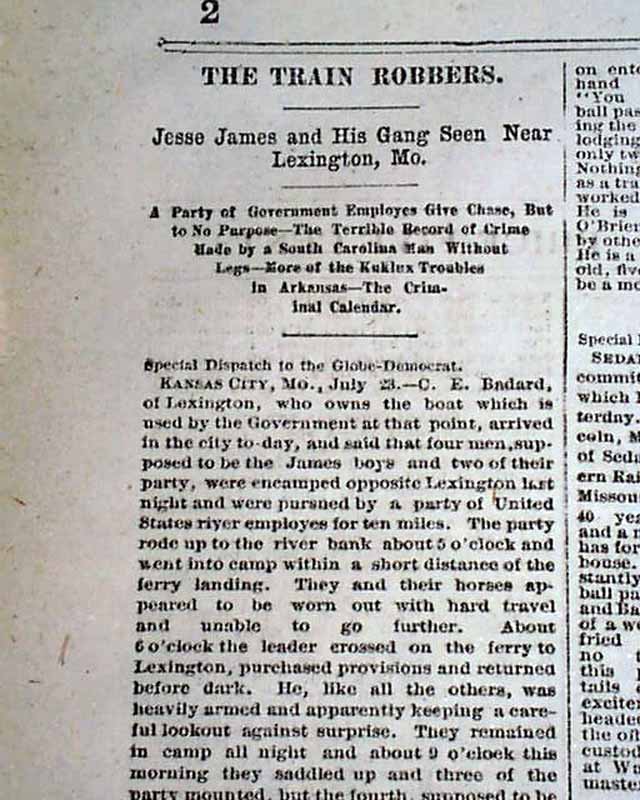 2
THE TRAIN ROBBERS.
Jesse James and His Gang Seen Near
Lexington, Mo.
A Party of Government Employes Give Chase, But
to No Purpose—The Terrible Record of Crime
Made by a South Carolina Man Without
Legs—More of the Kuklux Troubles
in Arkansas—The Crim-
inal Calendar.
Special Dispatch to the Globe-Democrat.
KANSAS CITY, Mo., July 23.—C. E. Badard,
of Lexington, who owns the boat which is
used by the Government at that point, arrived
in the city to-day, and said that four men, sup-
posed to be the James boys and two of their
party, were encamped opposite Lexington last
night and were pursued by a party of United
States river employes for ten miles. The party
rode up to the river bank about 5 o'clock and
went into camp within a short distance of the
ferry landing. They and their horses ap-
peared to be worn out with hard travel
and unable to go further. About
6 o'clock the leader crossed on the ferry to
Lexington, purchased provisions and returned
before dark. He, like all the others, was
heavily armed and apparently keeping a care-
ful lookout against surprise. They remained
in camp all night and about 9 o'clock this
morning they saddled up and three of the
party mounted, but the fourth, supposed to be
on ente
hand
"You
ball pas
ing the
lodging
only tw
Nothing
as a tra
worked
He is
O'Brien
by othe
He is a
old, five
be a mo
Special
SEDA
commit
which
terday.
coln, M
of Seda
ern Rai
Missou
40 yea
and a n
has for
house.
stantly
ball pa
and Ba
of a we
fried
no t
this
tails
exciter
heade
the oft
custod
at Wa
maste